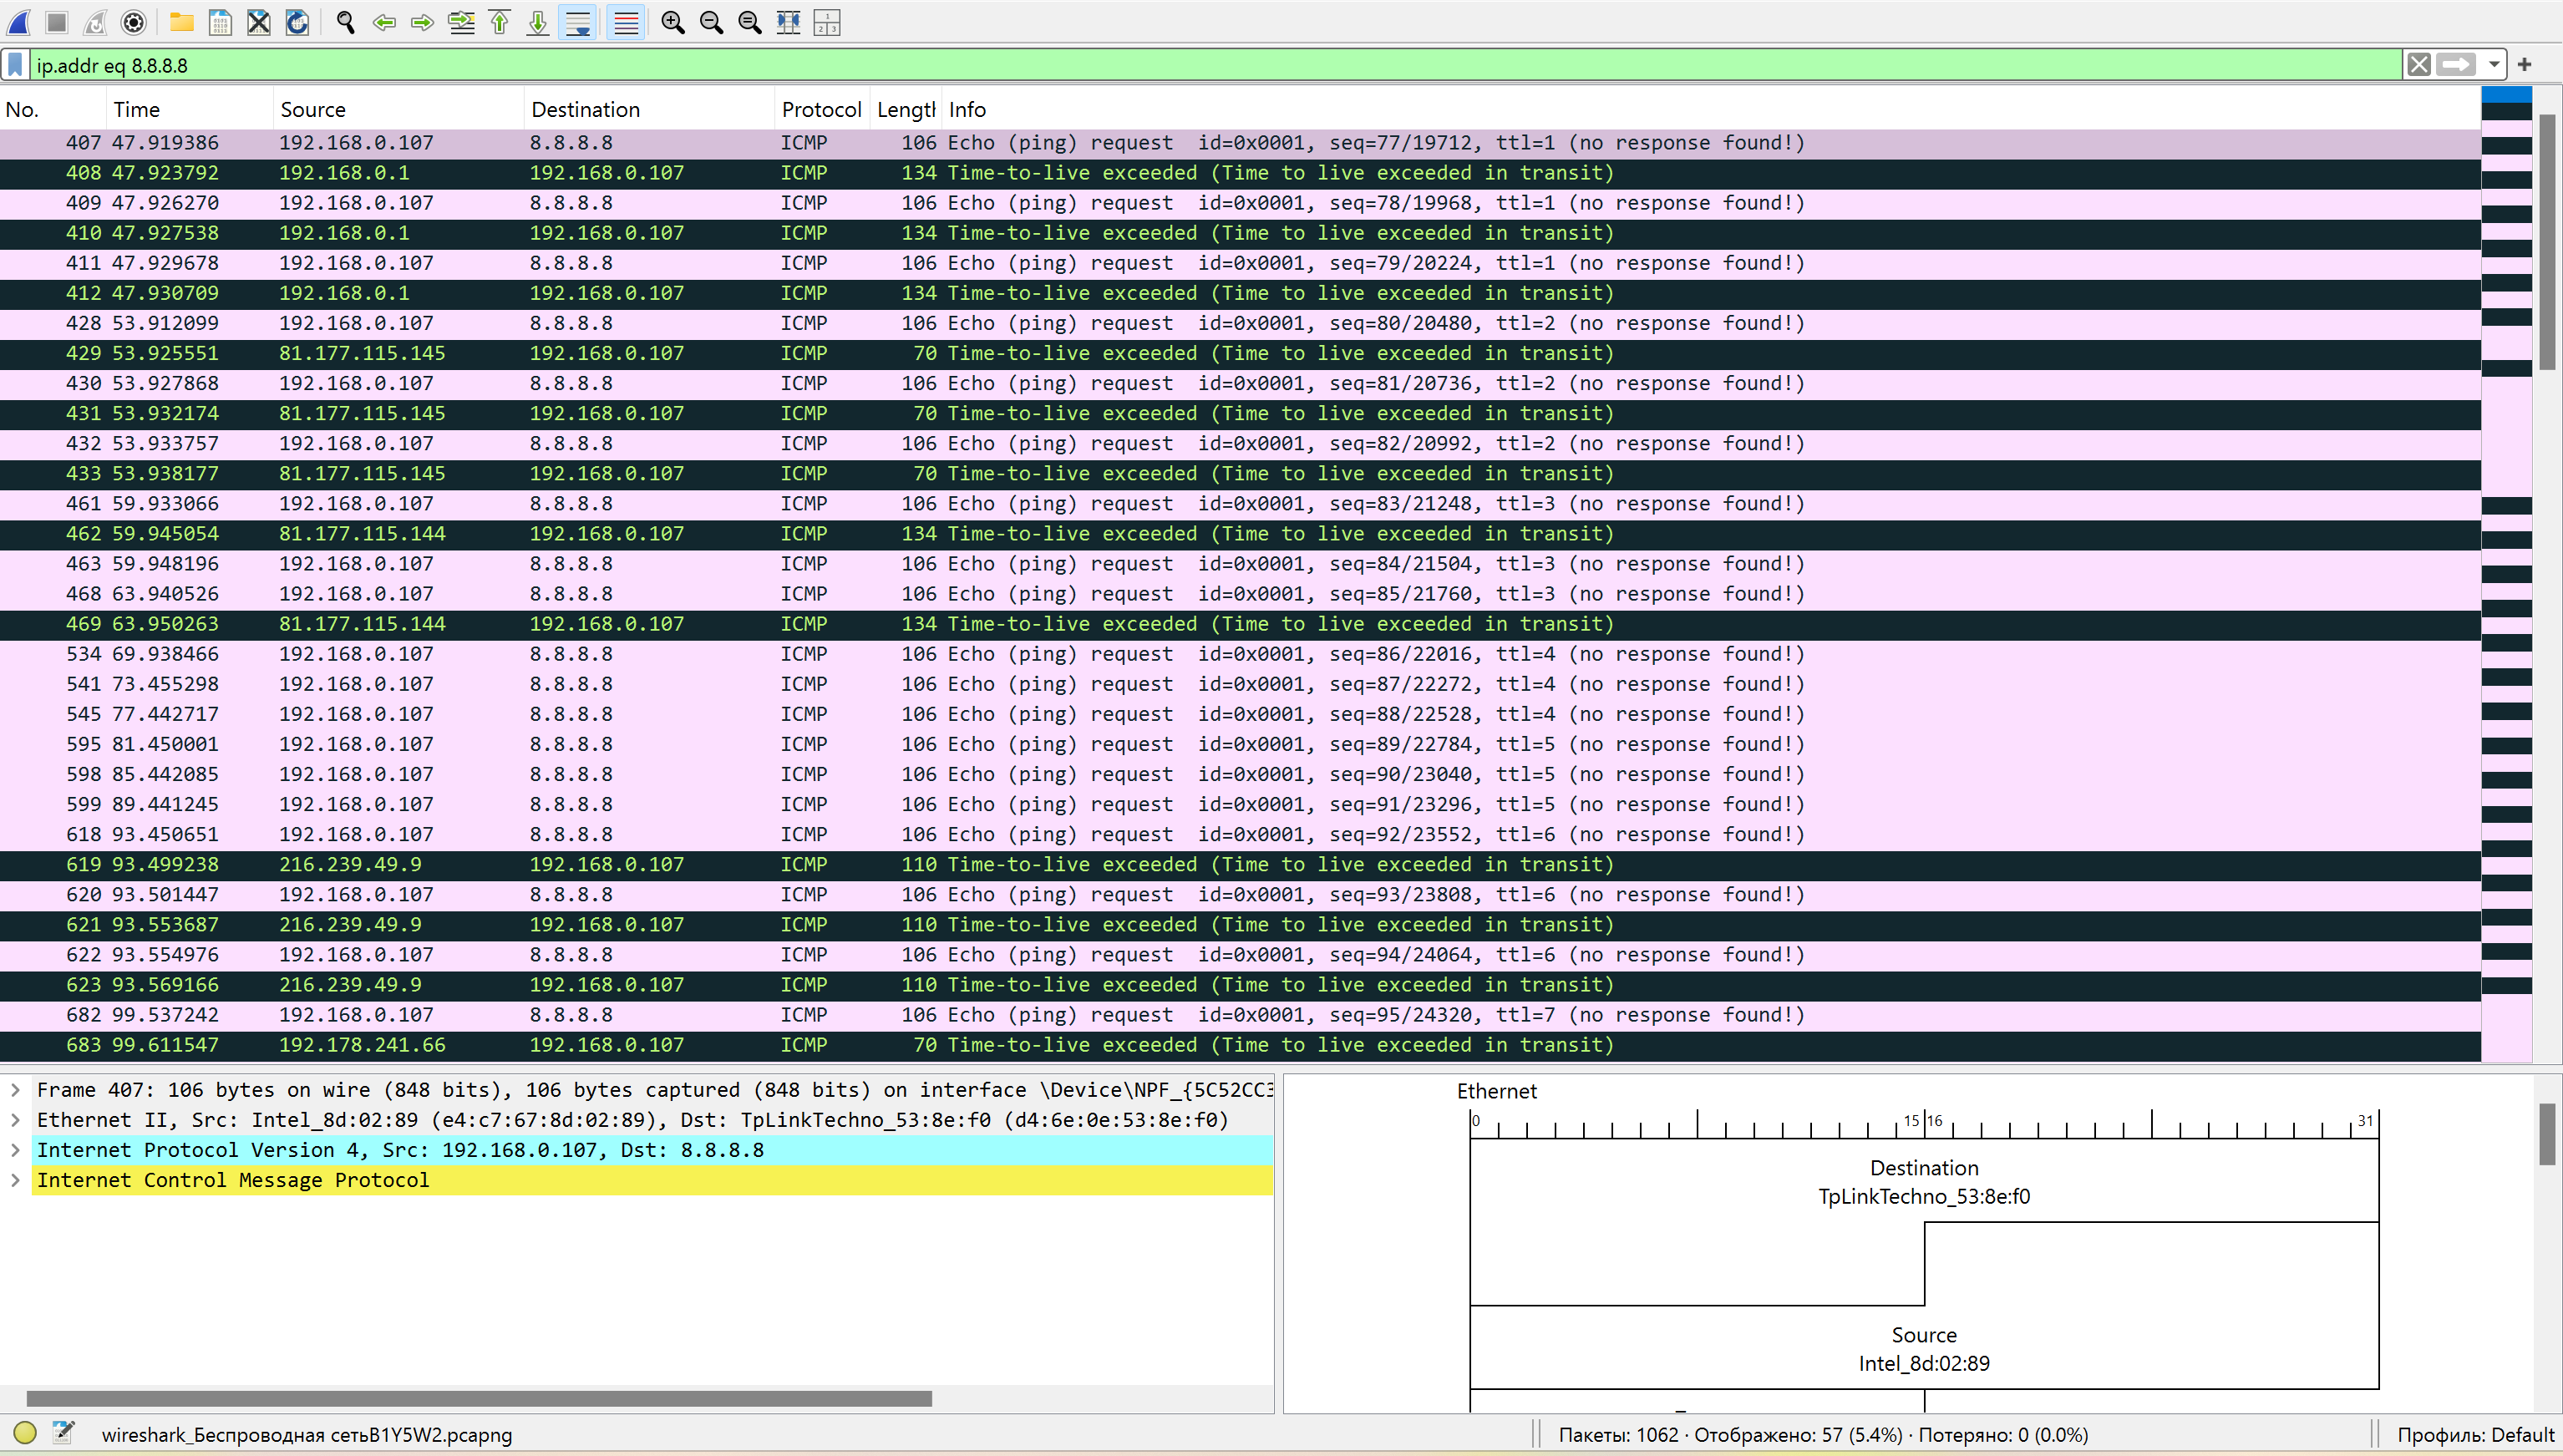 ip.addr eq 8.8.8.8
No. Time Source Destination Protocol Length Info
407 47.919386 192.168.0.107 8.8.8.8 ICMP 106 Echo (ping) request id=0x0001, seq=77/19712, ttl=1 (no response found!)
408 47.923792 192.168.0.1 192.168.0.107 ICMP 134 Time-to-live exceeded (Time to live exceeded in transit)
409 47.926270 192.168.0.107 8.8.8.8 ICMP 106 Echo (ping) request id=0x0001, seq=78/19968, ttl=1 (no response found!)
410 47.927538 192.168.0.1 192.168.0.107 ICMP 134 Time-to-live exceeded (Time to live exceeded in transit)
411 47.929678 192.168.0.107 8.8.8.8 ICMP 106 Echo (ping) request id=0x0001, seq=79/20224, ttl=1 (no response found!)
412 47.930709 192.168.0.1 192.168.0.107 ICMP 134 Time-to-live exceeded (Time to live exceeded in transit)
428 53.912099 192.168.0.107 8.8.8.8 ICMP 106 Echo (ping) request id=0x0001, seq=80/20480, ttl=2 (no response found!)
429 53.925551 81.177.115.145 192.168.0.107 ICMP 70 Time-to-live exceeded (Time to live exceeded in transit)
430 53.927868 192.168.0.107 8.8.8.8 ICMP 106 Echo (ping) request id=0x0001, seq=81/20736, ttl=2 (no response found!)
431 53.932174 81.177.115.145 192.168.0.107 ICMP 70 Time-to-live exceeded (Time to live exceeded in transit)
432 53.933757 192.168.0.107 8.8.8.8 ICMP 106 Echo (ping) request id=0x0001, seq=82/20992, ttl=2 (no response found!)
433 53.938177 81.177.115.145 192.168.0.107 ICMP 70 Time-to-live exceeded (Time to live exceeded in transit)
461 59.933066 192.168.0.107 8.8.8.8 ICMP 106 Echo (ping) request id=0x0001, seq=83/21248, ttl=3 (no response found!)
462 59.945054 81.177.115.144 192.168.0.107 ICMP 134 Time-to-live exceeded (Time to live exceeded in transit)
463 59.948196 192.168.0.107 8.8.8.8 ICMP 106 Echo (ping) request id=0x0001, seq=84/21504, ttl=3 (no response found!)
468 63.940526 192.168.0.107 8.8.8.8 ICMP 106 Echo (ping) request id=0x0001, seq=85/21760, ttl=3 (no response found!)
469 63.950263 81.177.115.144 192.168.0.107 ICMP 134 Time-to-live exceeded (Time to live exceeded in transit)
534 69.938466 192.168.0.107 8.8.8.8 ICMP 106 Echo (ping) request id=0x0001, seq=86/22016, ttl=4 (no response found!)
541 73.455298 192.168.0.107 8.8.8.8 ICMP 106 Echo (ping) request id=0x0001, seq=87/22272, ttl=4 (no response found!)
545 77.442717 192.168.0.107 8.8.8.8 ICMP 106 Echo (ping) request id=0x0001, seq=88/22528, ttl=4 (no response found!)
595 81.450001 192.168.0.107 8.8.8.8 ICMP 106 Echo (ping) request id=0x0001, seq=89/22784, ttl=5 (no response found!)
598 85.442085 192.168.0.107 8.8.8.8 ICMP 106 Echo (ping) request id=0x0001, seq=90/23040, ttl=5 (no response found!)
599 89.441245 192.168.0.107 8.8.8.8 ICMP 106 Echo (ping) request id=0x0001, seq=91/23296, ttl=5 (no response found!)
618 93.450651 192.168.0.107 8.8.8.8 ICMP 106 Echo (ping) request id=0x0001, seq=92/23552, ttl=6 (no response found!)
619 93.499238 216.239.49.9 192.168.0.107 ICMP 110 Time-to-live exceeded (Time to live exceeded in transit)
620 93.501447 192.168.0.107 8.8.8.8 ICMP 106 Echo (ping) request id=0x0001, seq=93/23808, ttl=6 (no response found!)
621 93.553687 216.239.49.9 192.168.0.107 ICMP 110 Time-to-live exceeded (Time to live exceeded in transit)
622 93.554976 192.168.0.107 8.8.8.8 ICMP 106 Echo (ping) request id=0x0001, seq=94/24064, ttl=6 (no response found!)
623 93.569166 216.239.49.9 192.168.0.107 ICMP 110 Time-to-live exceeded (Time to live exceeded in transit)
682 99.537242 192.168.0.107 8.8.8.8 ICMP 106 Echo (ping) request id=0x0001, seq=95/24320, ttl=7 (no response found!)
683 99.611547 192.178.241.66 192.168.0.107 ICMP 70 Time-to-live exceeded (Time to live exceeded in transit)
Frame 407: 106 bytes on wire (848 bits), 106 bytes captured (848 bits) on interface \Device\NPF_{5C52CC3
Ethernet II, Src: Intel_8d:02:89 (e4:c7:67:8d:02:89), Dst: TpLinkTechno_53:8e:f0 (d4:6e:0e:53:8e:f0)
Internet Protocol Version 4, Src: 192.168.0.107, Dst: 8.8.8.8
Internet Control Message Protocol
Ethernet
0 15 16 31
Destination
TpLinkTechno_53:8e:f0
Source
Intel_8d:02:89
wireshark_Беспроводная сетьB1Y5W2.pcapng
Пакеты: 1062 · Отображено: 57 (5.4%) · Потеряно: 0 (0.0%)
Профиль: Default